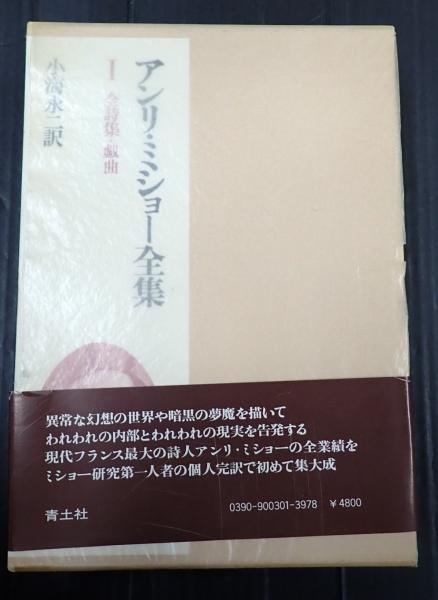 アンリ・ミショー全集
I 全詩集 戯曲
小海永二訳
異常な幻想の世界や暗黒の夢魔を描いて
われわれの内部とわれわれの現実を告発する
現代フランス最大の詩人アンリ・ミショーの全業績を
ミショー研究第一人者の個人完訳で初めて集大成
青土社
0390-900301-3978 ￥4800